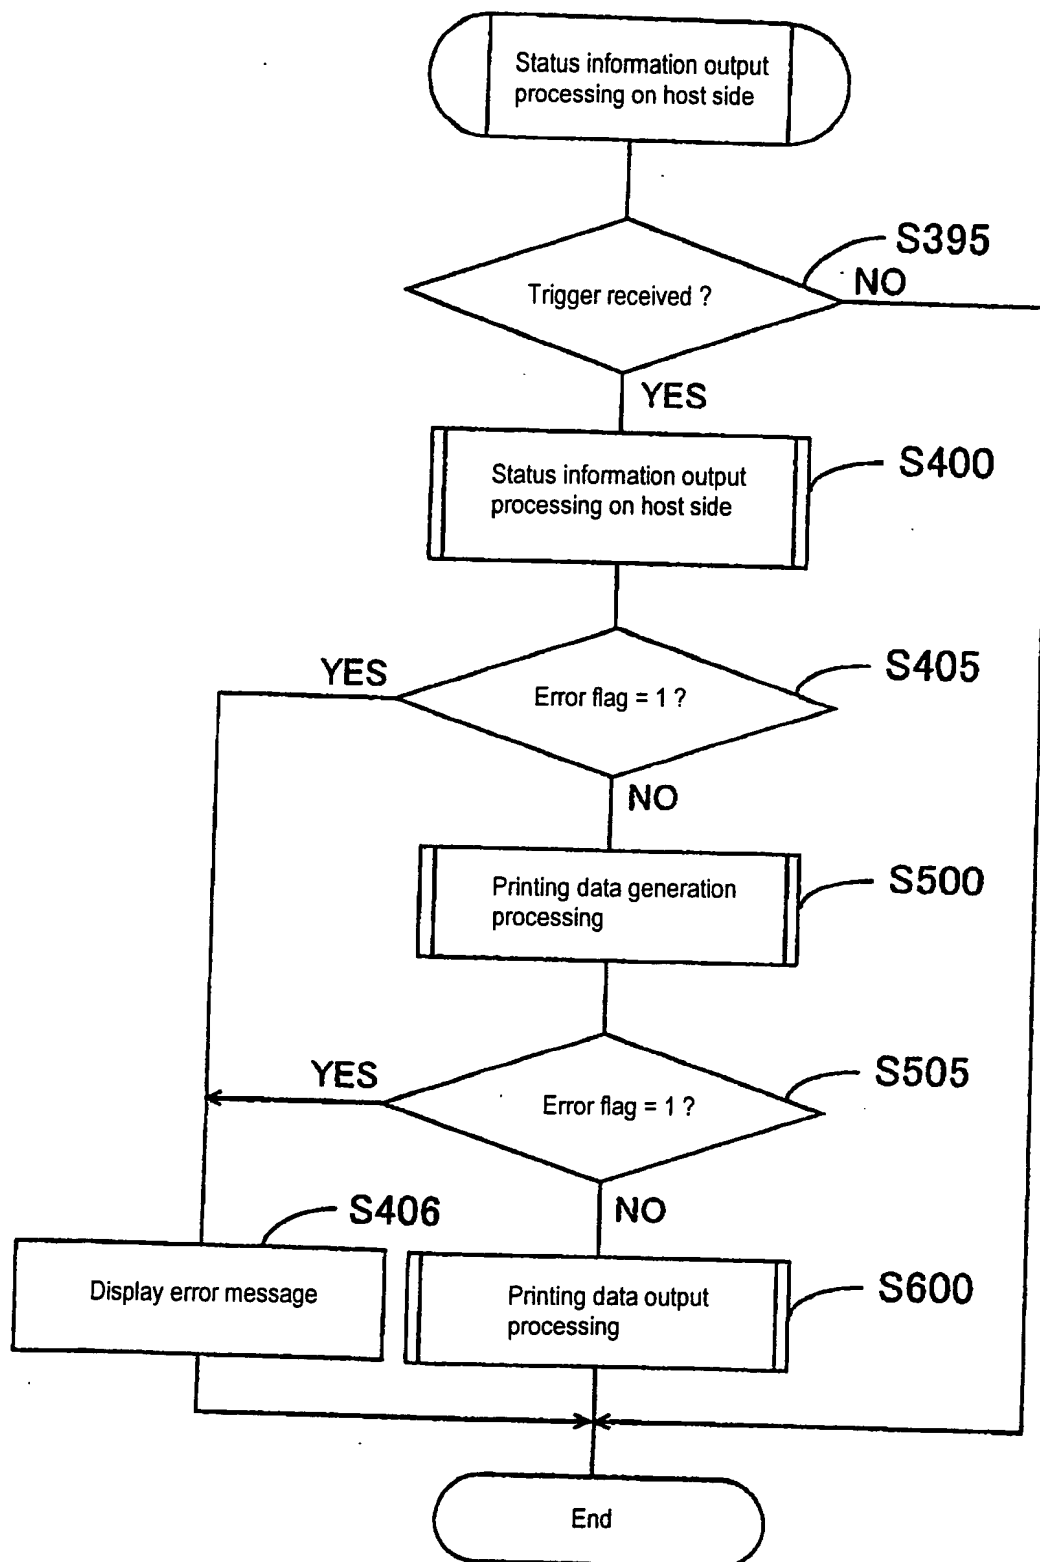 Status information output
processing on host side
S395
Trigger received ?
NO
YES
Status information output
processing on host side
S400
YES
Error flag = 1 ?
S405
NO
Printing data generation
processing
S500
YES
Error flag = 1 ?
S505
NO
S406
Display error message
Printing data output
processing
S600
End